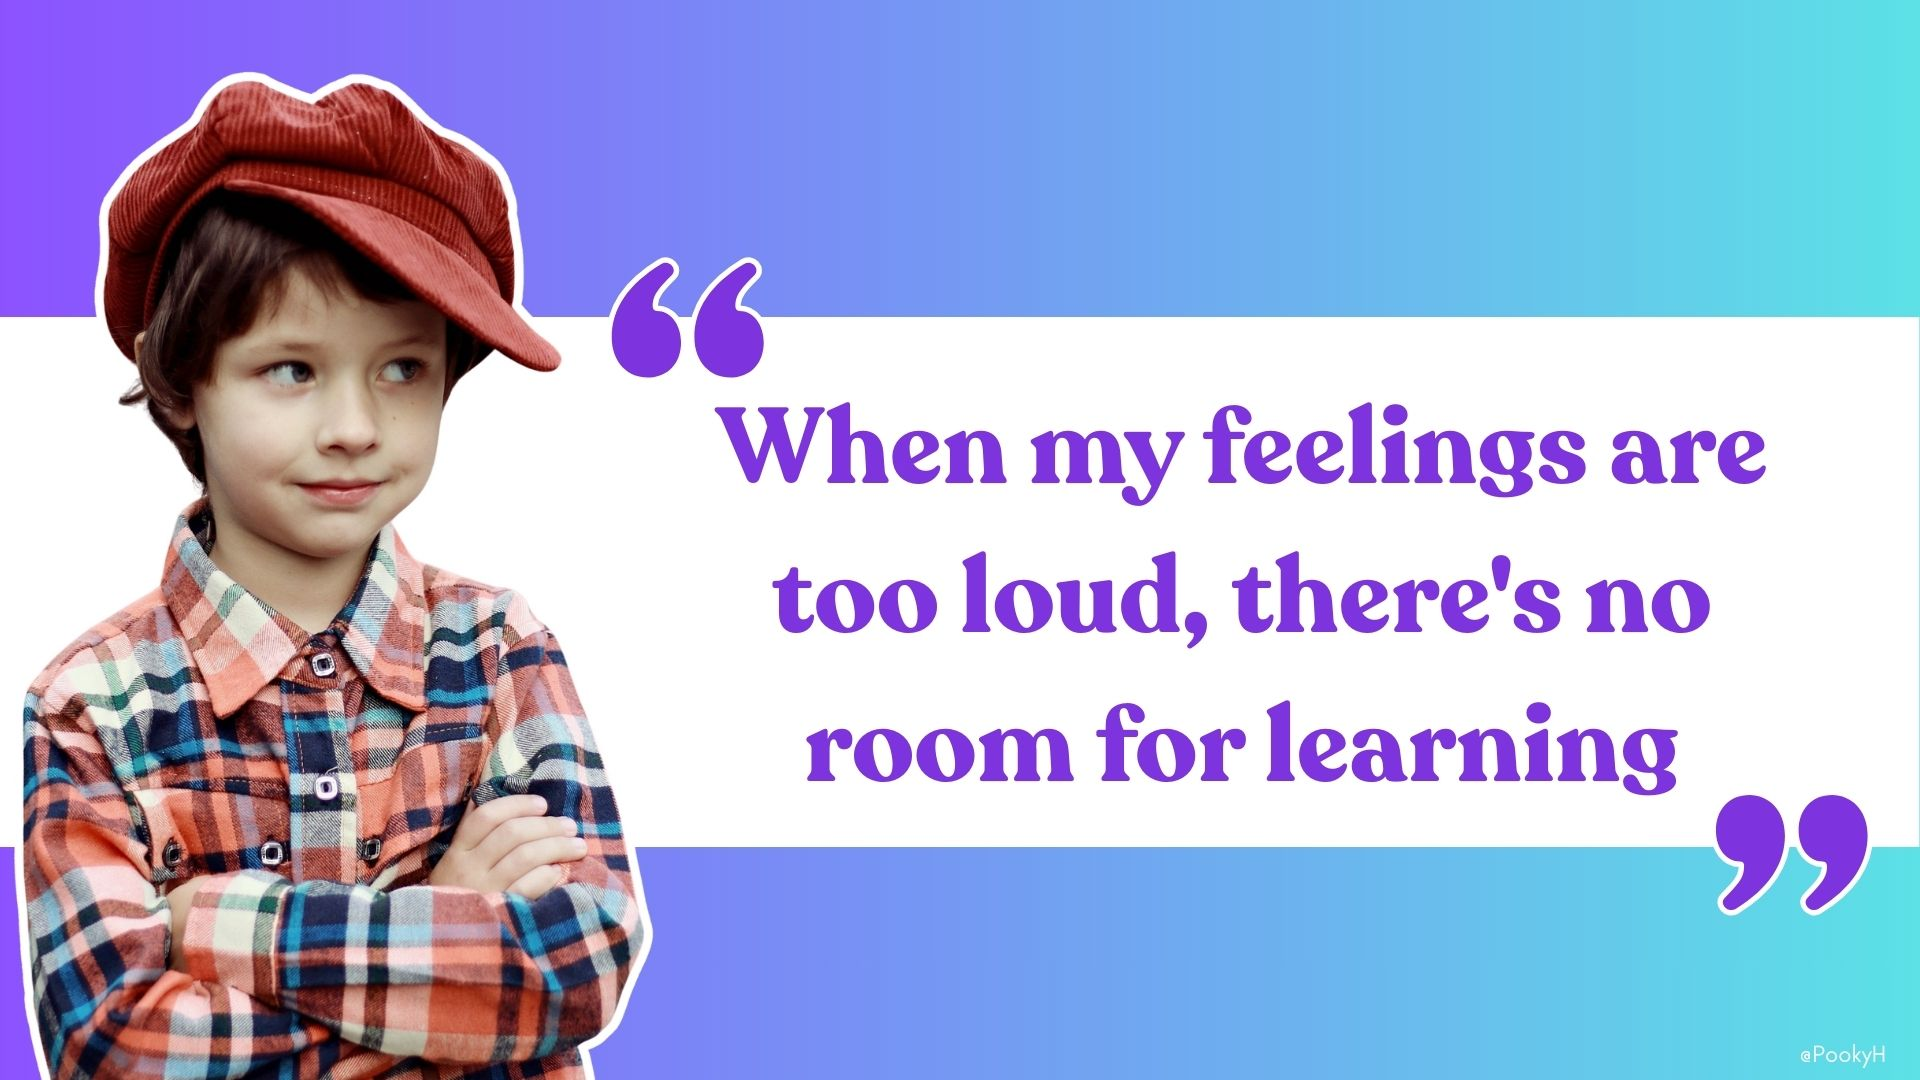 “
When my feelings are
too loud, there's no
room for learning
”
@PookyH